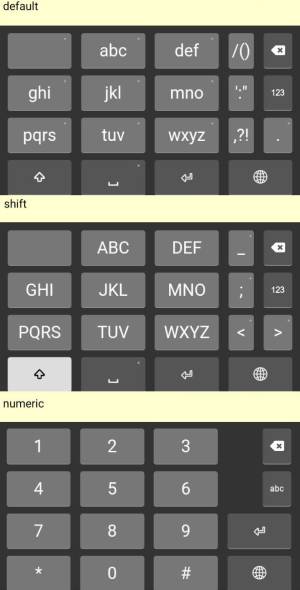 default
abc def /()
ghi jkl mno ':" 123
pqrs tuv wxyz ,?! .
shift
ABC DEF _
GHI JKL MNO ; 123
PQRS TUV WXYZ < >
numeric
1 2 3
4 5 6 abc
7 8 9
* 0 #